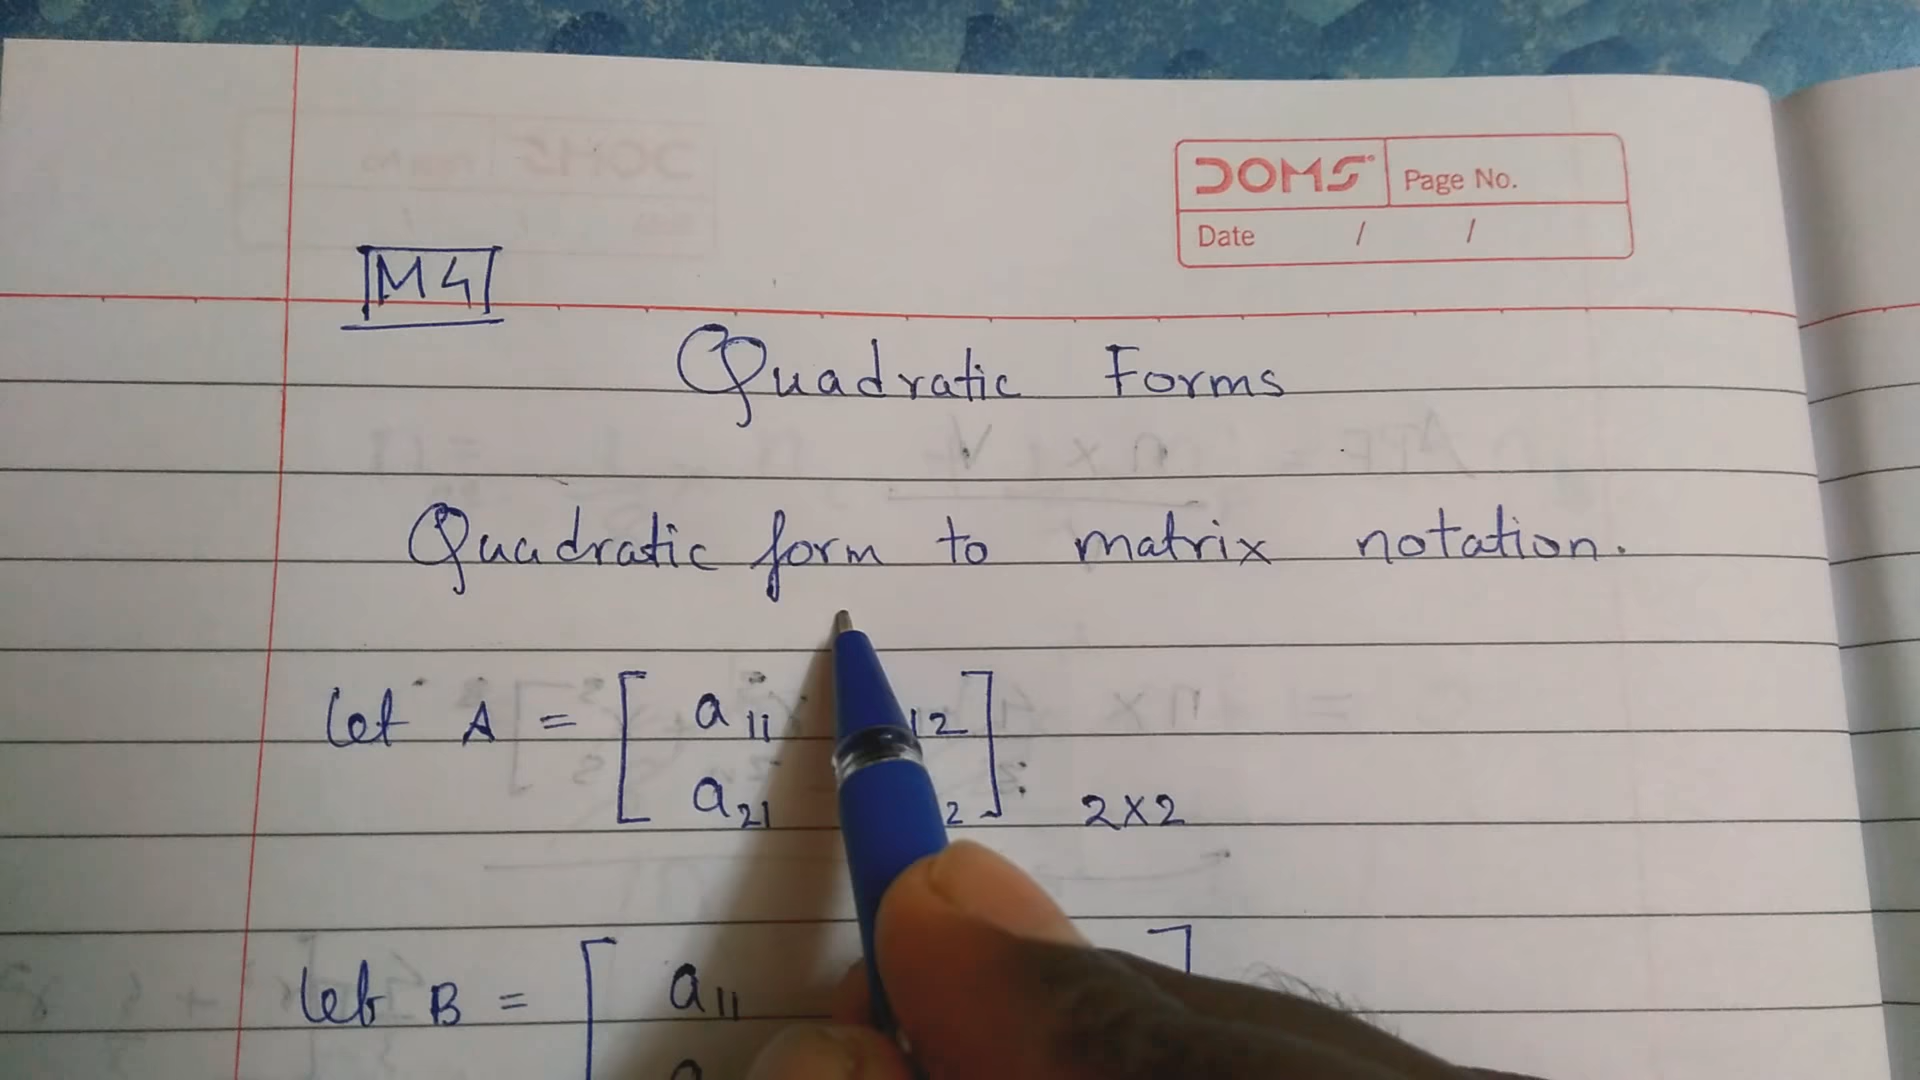 DOMS Page No.
Date / /
M4
Quadratic Forms
Quadratic form to matrix notation.
Let A = [ a11 12
a21 2 ] 2x2
let B = [ a11